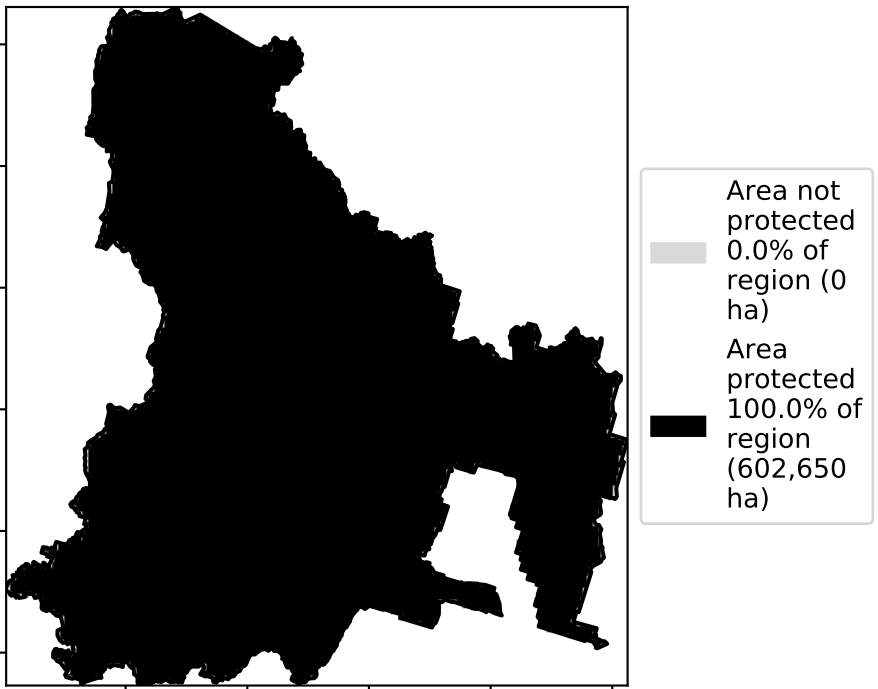 Area not
protected
0.0% of
region (0
ha)
Area
protected
100.0% of
region
(602,650
ha)